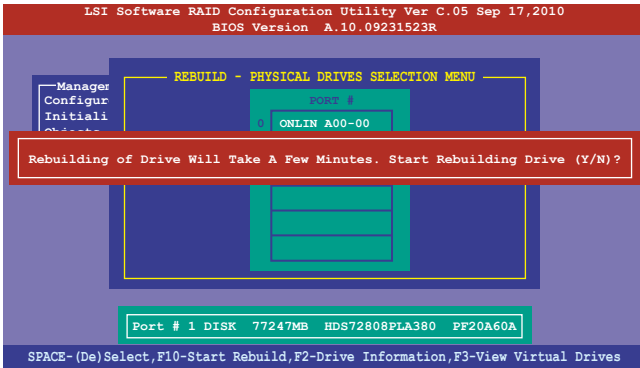 LSI Software RAID Configuration Utility Ver C.05 Sep 17,2010
BIOS Version A.10.09231523R
REBUILD - PHYSICAL DRIVES SELECTION MENU
Managem
Configur
Initiali
PORT #
0 ONLIN A00-00
Rebuilding of Drive Will Take A Few Minutes. Start Rebuilding Drive (Y/N)?
Port # 1 DISK 77247MB HDS72808PLA380 PF20A60A
SPACE-(De)Select,F10-Start Rebuild,F2-Drive Information,F3-View Virtual Drives